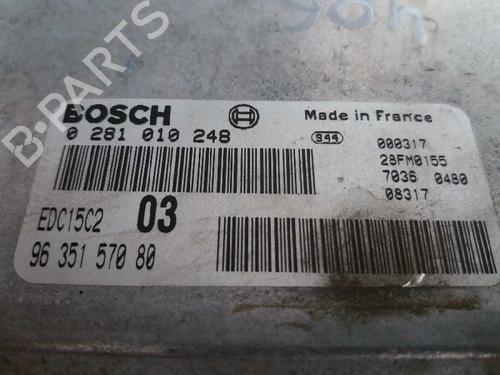 90h
B-PARTS
BOSCH Made in France
0 281 010 248 944 000317
28FM0155
7036 0480
08317
EDC15C2 03
96 351 570 80